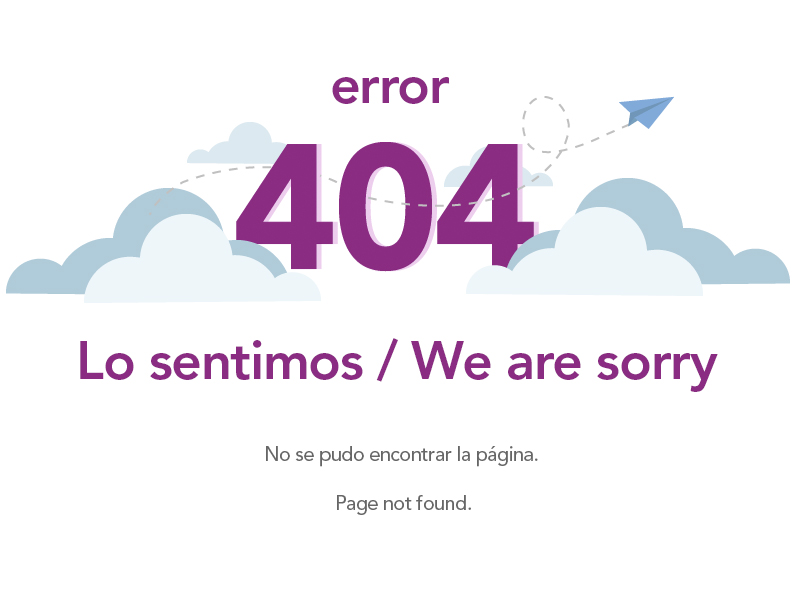 error
404
Lo sentimos / We are sorry
No se pudo encontrar la página.
Page not found.